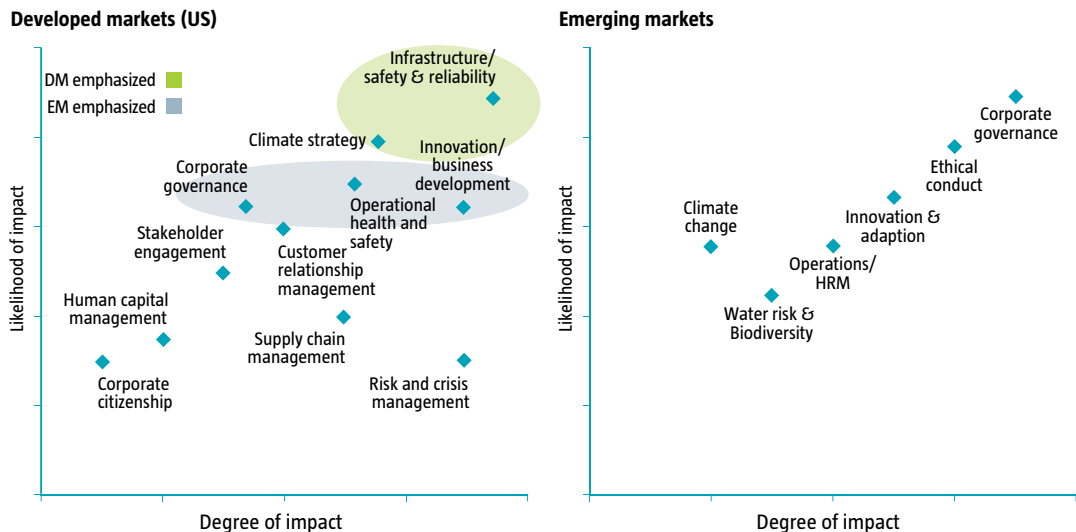 Developed markets (US)
DM emphasized
EM emphasized
Infrastructure/
safety & reliability
Climate strategy
Innovation/
business
development
Corporate
governance
Operational
health and
safety
Stakeholder
engagement
Customer
relationship
management
Human capital
management
Supply chain
management
Corporate
citizenship
Risk and crisis
management
Likelihood of impact
Degree of impact
Emerging markets
Corporate
governance
Ethical
conduct
Innovation &
adaption
Climate
change
Operations/
HRM
Water risk &
Biodiversity
Likelihood of impact
Degree of impact